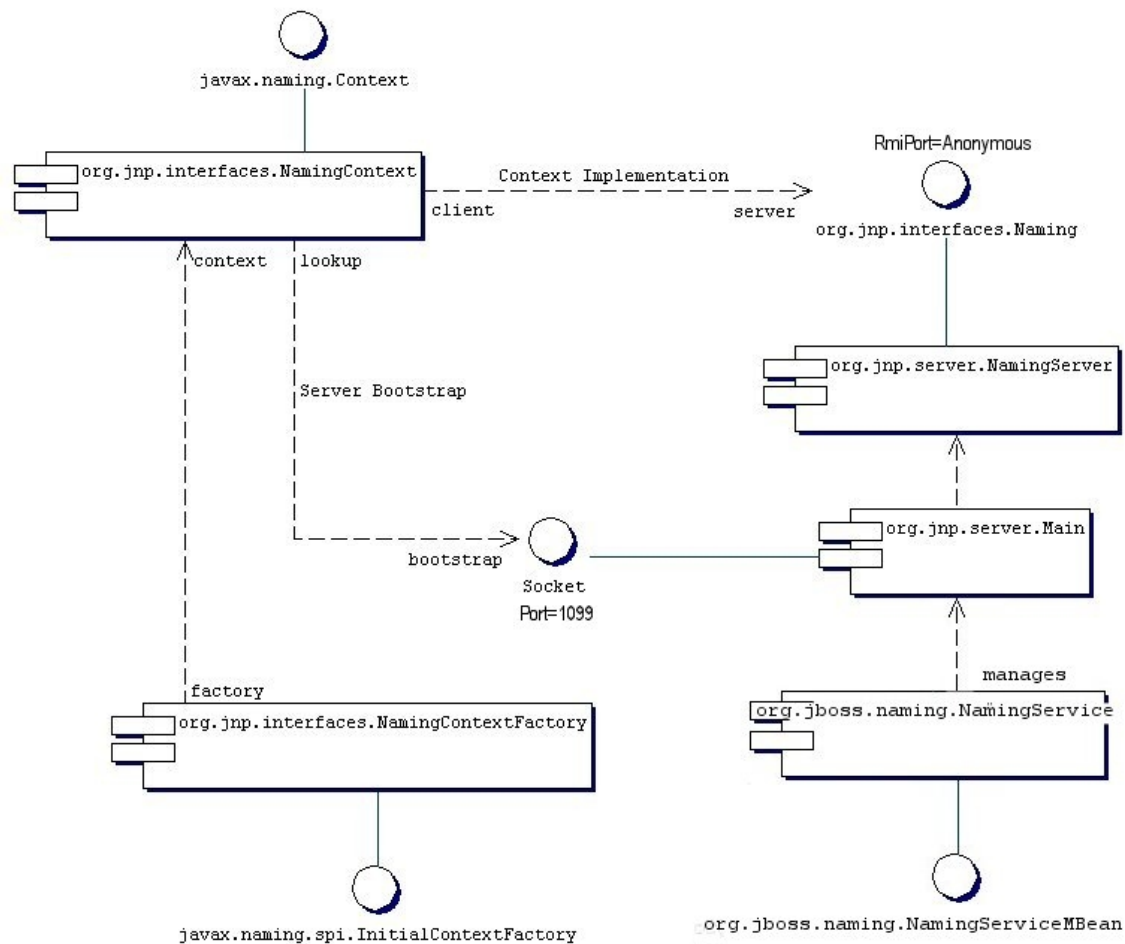 javax.naming.Context
RmiPort=Anonymous
org.jnp.interfaces.NamingContext
Context Implementation
client
server
org.jnp.interfaces.Naming
context
lookup
org.jnp.server.NamingServer
Server Bootstrap
org.jnp.server.Main
bootstrap
Socket
Port=1099
manages
factory
org.jboss.naming.NamingService
org.jnp.interfaces.NamingContextFactory
org.jboss.naming.NamingServiceMBean
javax.naming.spi.InitialContextFactory